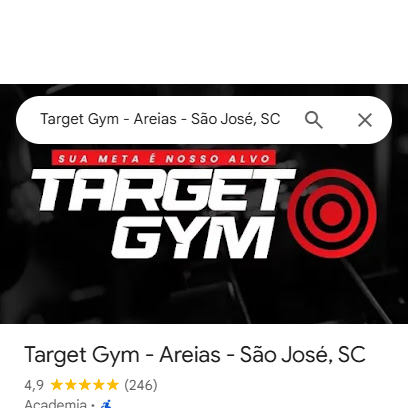 Target Gym - Areias - São José, SC
SUA META É NOSSO ALVO
TARGET
GYM
Target Gym - Areias - São José, SC
4,9 (246)
Academia ·